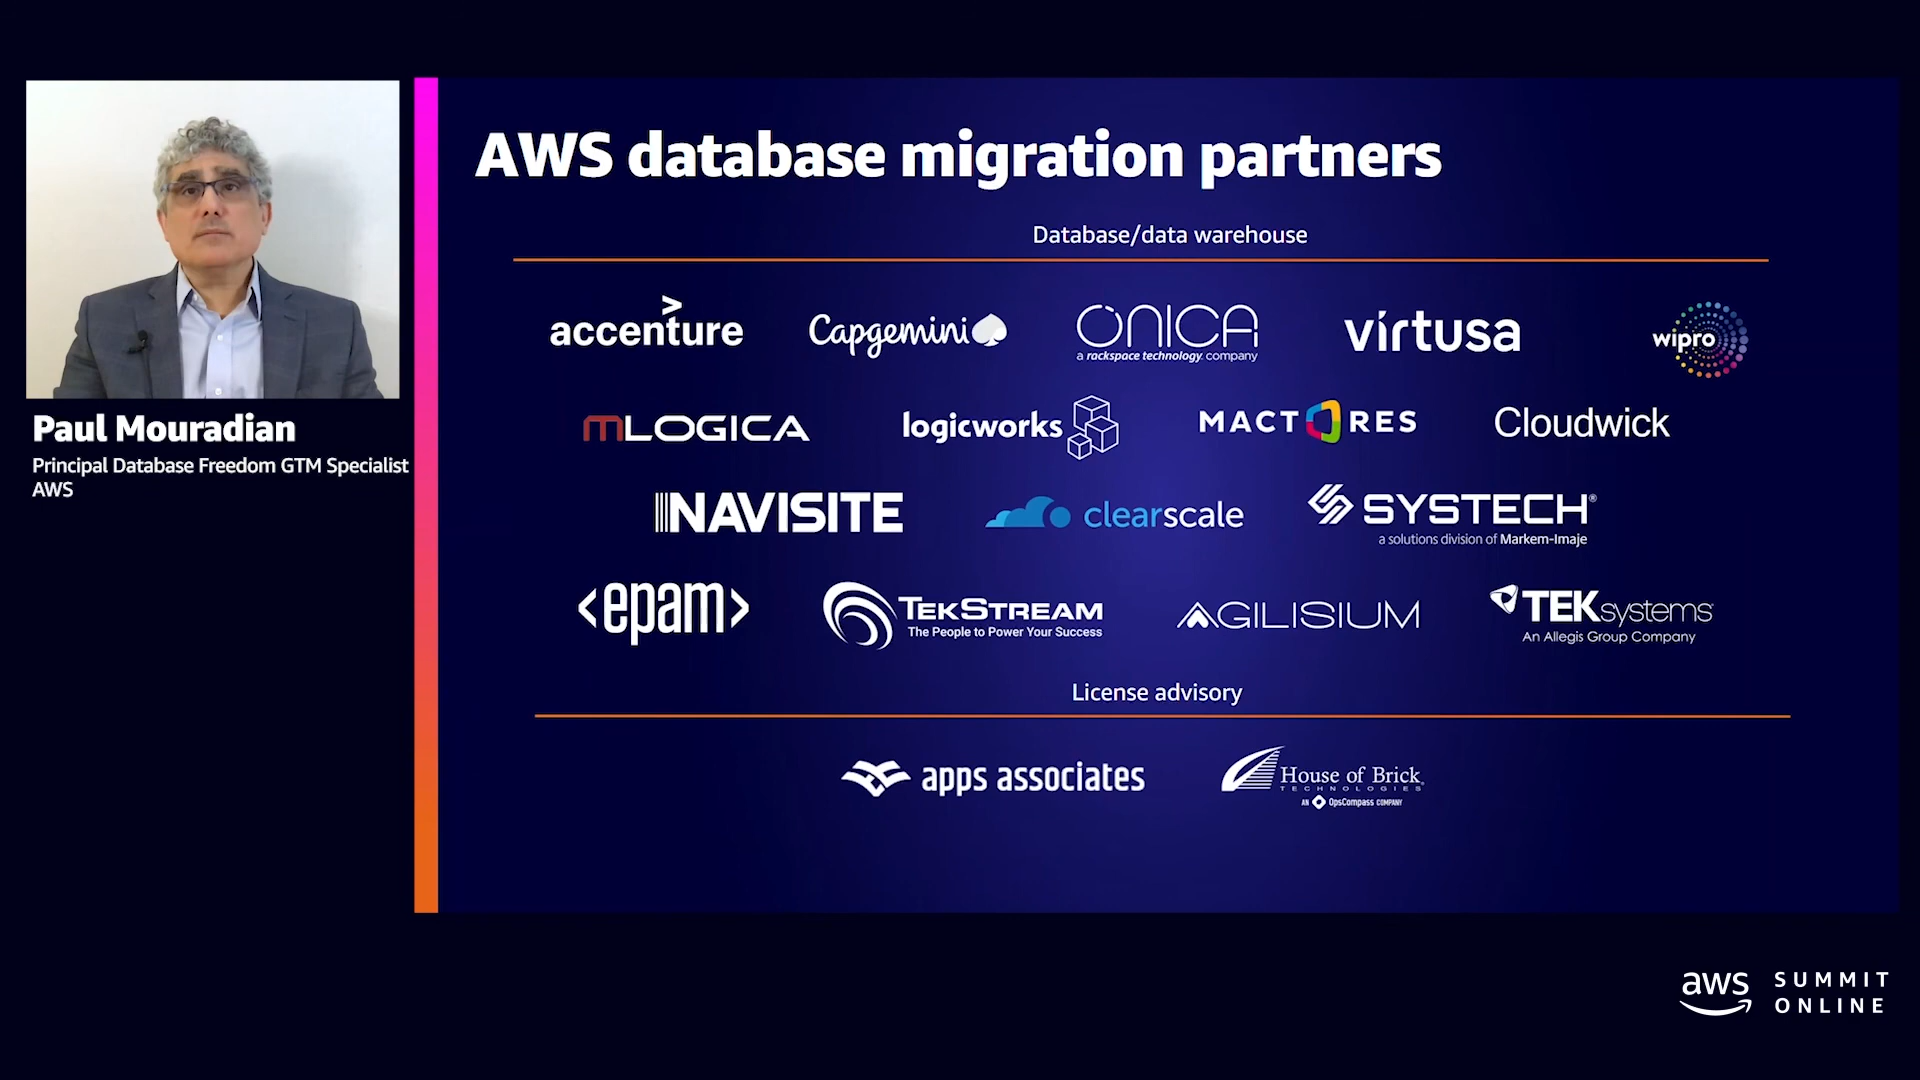 AWS database migration partners
Database/data warehouse
accenture
Capgemini
ONICA
a rackspace technology. company
virtusa
wipro
mLOGICA
logicworks
MACTORES
Cloudwick
NAVISITE
clearscale
SYSTECH®
a solutions division of Markem-Imaje
<epam>
TEKSTREAM
The People to Power Your Success
AGILISIUM
TEKsystems
An Allegis Group Company
License advisory
apps associates
House of Brick
TECHNOLOGIES
AN OpsCompass COMPANY
Paul Mouradian
Principal Database Freedom GTM Specialist
AWS
aws
SUMMIT
ONLINE